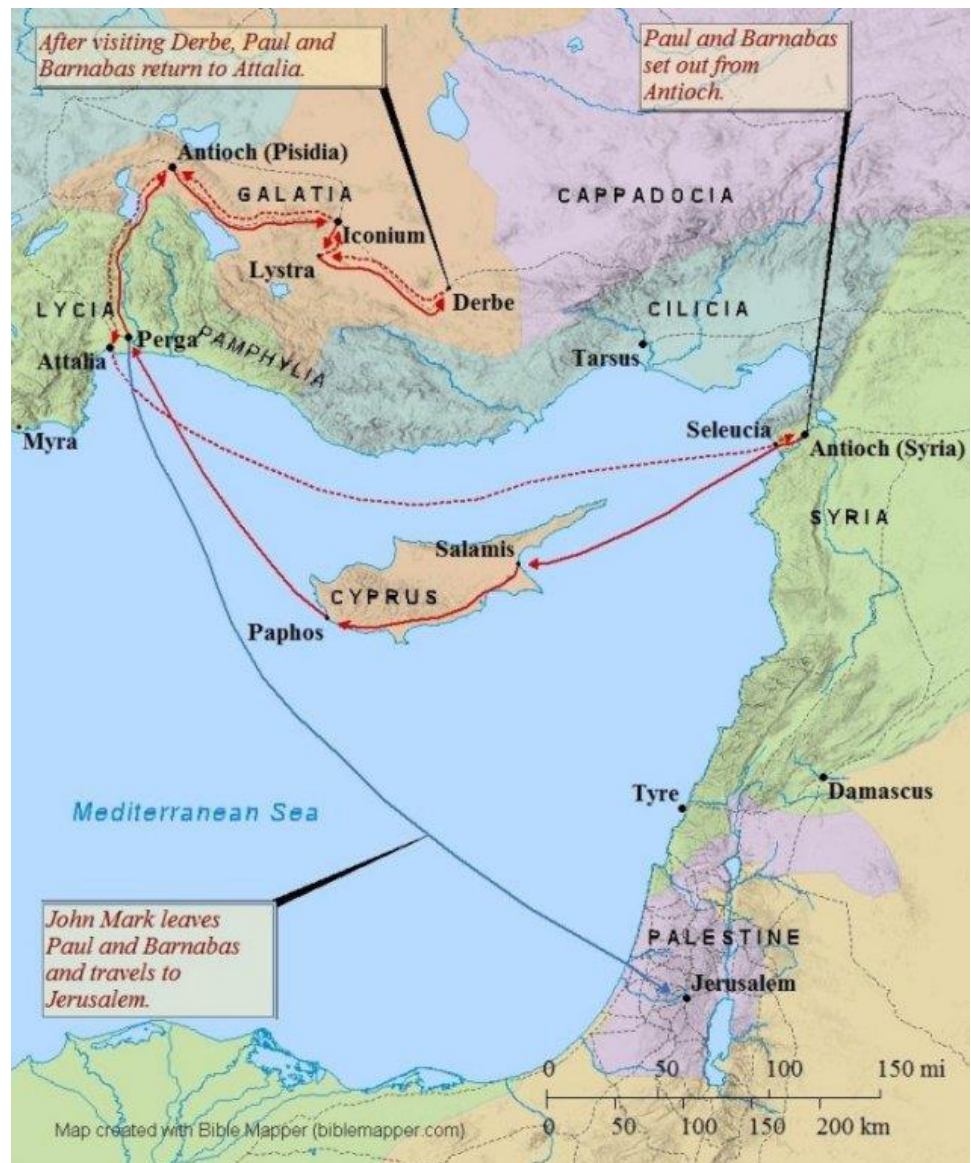 After visiting Derbe, Paul and
Barnabas return to Attalia.
Paul and Barnabas
set out from
Antioch.
Antioch (Pisidia)
GALATIA
CAPPADOCIA
Iconium
Lystra
Derbe
CILICIA
LYCIA
Perga
PAMPHYLIA
Attalia
Tarsus
Myra
Seleucia
Antioch (Syria)
SYRIA
Salamis
CYPRUS
Paphos
Tyre
Damascus
Mediterranean Sea
John Mark leaves
Paul and Barnabas
and travels to
Jerusalem.
PALESTINE
Jerusalem
0 50 100 150 mi
0 50 100 150 200 km
Map created with Bible Mapper (biblemapper.com)